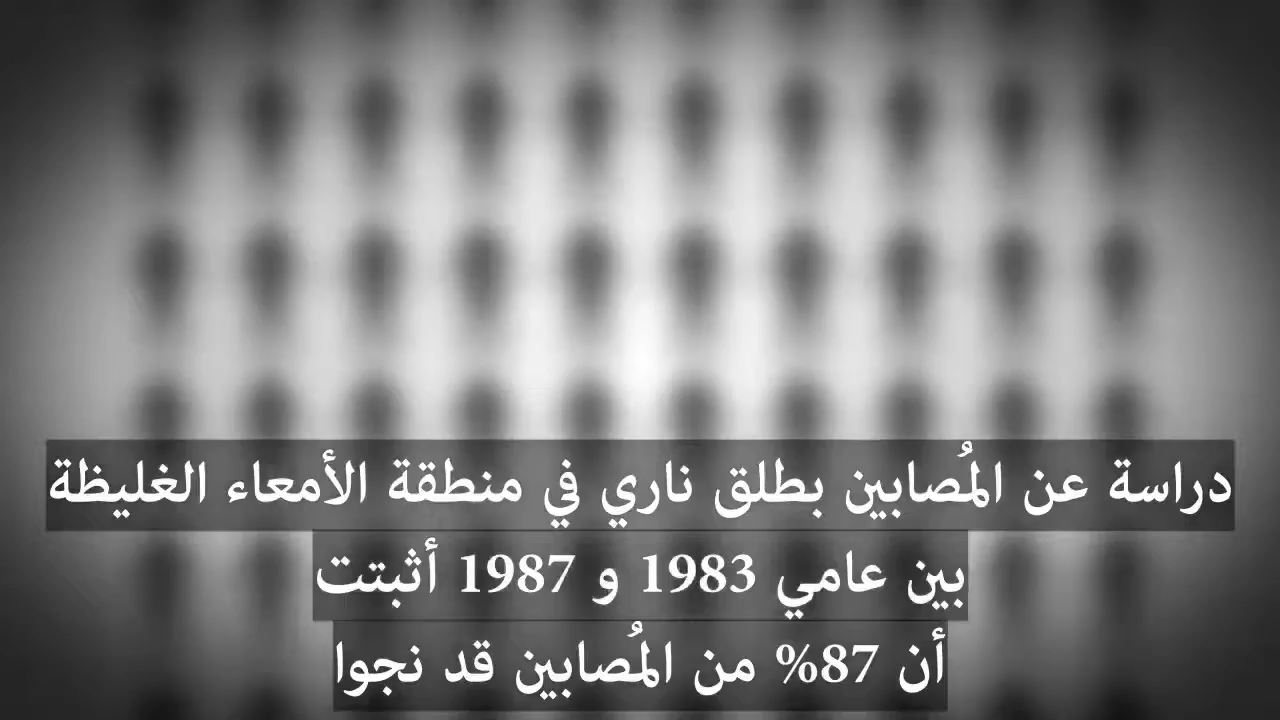 دراسة عن المُصابين بطلق ناري في منطقة الأمعاء الغليظة
بين عامي 1983 و 1987 أثبتت
أن 87% من المُصابين قد نجوا